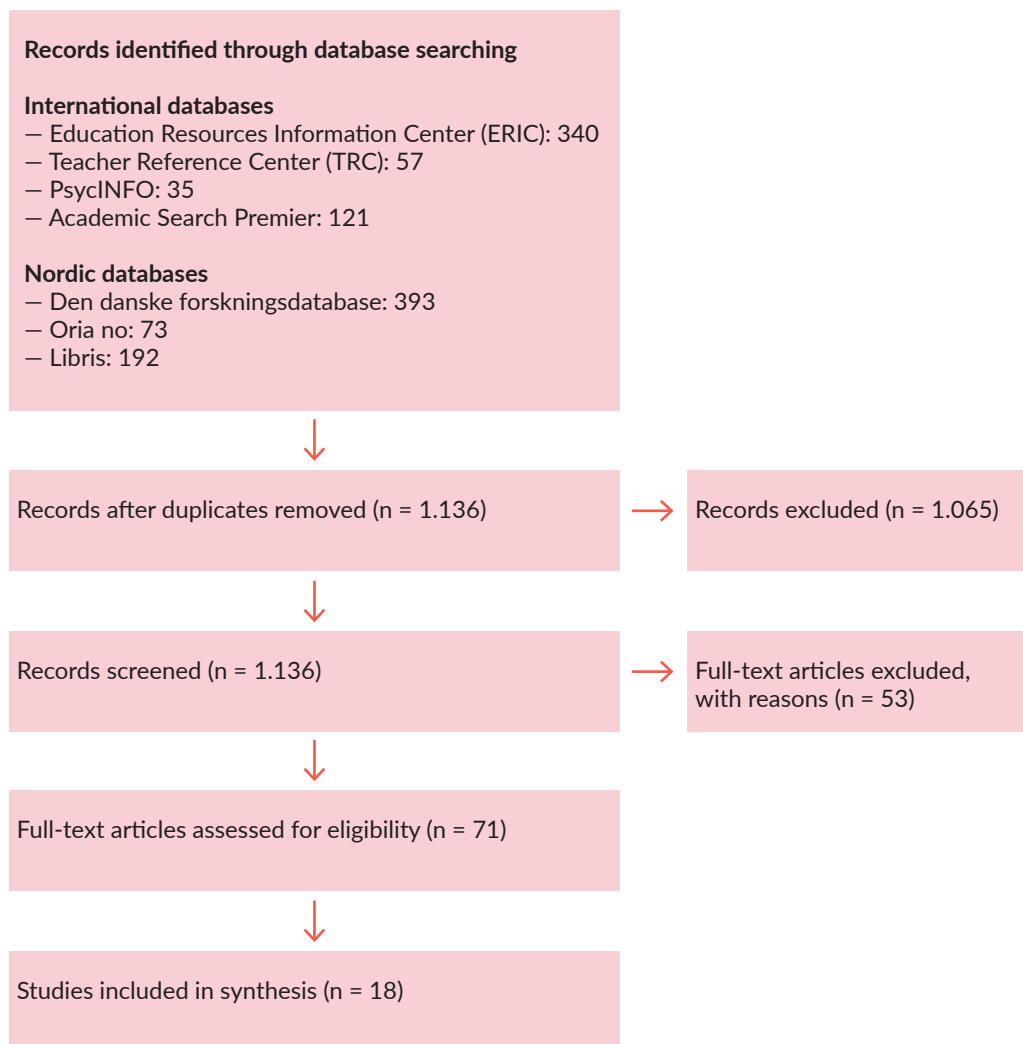 Records identified through database searching
International databases
— Education Resources Information Center (ERIC): 340
— Teacher Reference Center (TRC): 57
— PsycINFO: 35
— Academic Search Premier: 121
Nordic databases
— Den danske forskningsdatabase: 393
— Oria no: 73
— Libris: 192
Records after duplicates removed (n = 1.136)
Records excluded (n = 1.065)
Records screened (n = 1.136)
Full-text articles excluded,
with reasons (n = 53)
Full-text articles assessed for eligibility (n = 71)
Studies included in synthesis (n = 18)